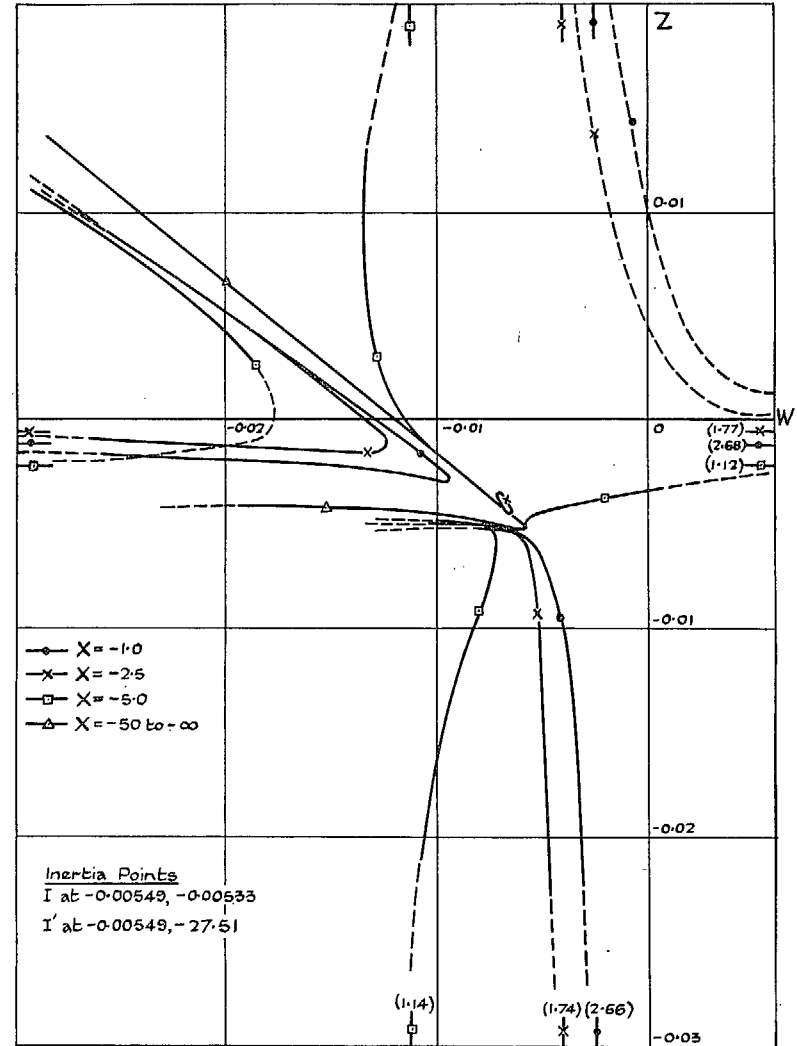 Z
0.01
-0.02
-0.01
0
W
(1.77)
(2.68)
(1.12)
-0.01
X = -1.0
X = -2.5
X = -5.0
X = -50 to -∞
-0.02
Inertia Points
I at -0.00549, -0.00533
I' at -0.00549, -27.51
(1.14)
(1.74) (2.66)
-0.03